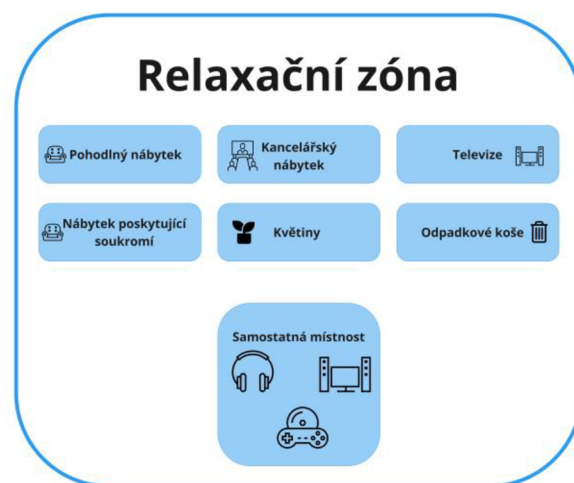 Relaxační zóna
Pohodlný nábytek
Kancelářský
nábytek
Televize
Nábytek poskytující
soukromí
Květiny
Odpadkové koše
Samostatná místnost